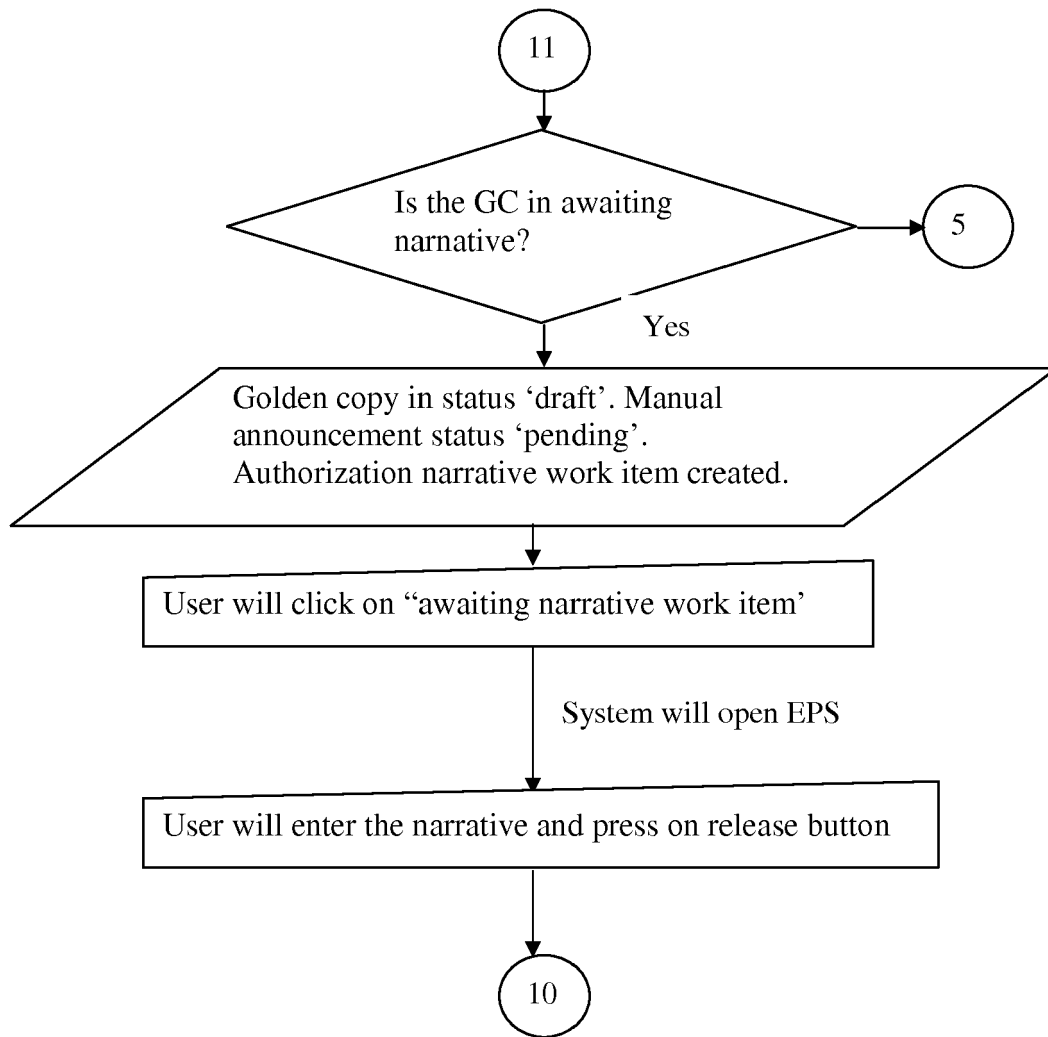 11
Is the GC in awaiting
narnative?
5
Yes
Golden copy in status ‘draft’. Manual
announcement status ‘pending’.
Authorization narrative work item created.
User will click on “awaiting narrative work item’
System will open EPS
User will enter the narrative and press on release button
10